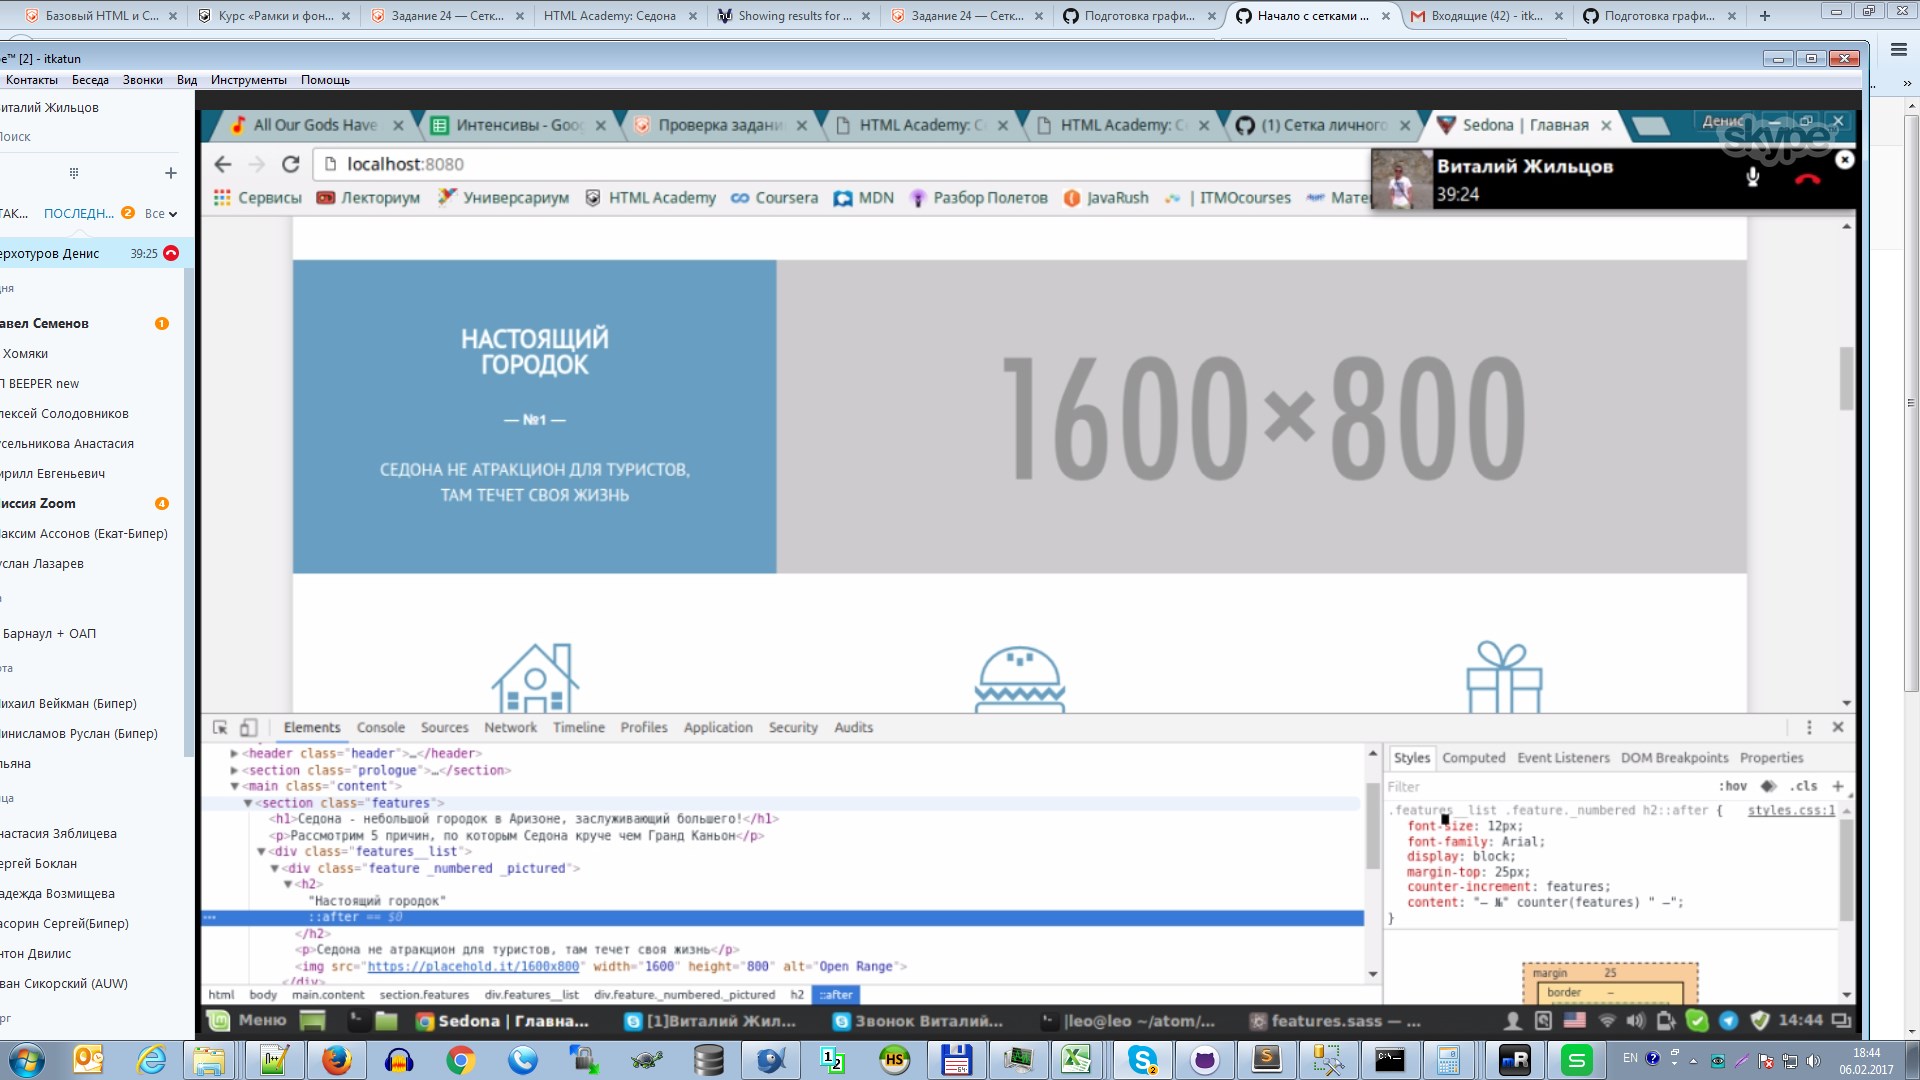 Базовый HTML и C...
Курс «Рамки и фон...
Задание 24 — Сетк...
HTML Academy: Седона
Showing results for ...
Задание 24 — Сетк...
Подготовка графи...
Начало с сетками ...
Входящие (42) - itk...
Подготовка графи...
e™ [2] - itkatun
Контакты Беседа Звонки Вид Инструменты Помощь
италий Жильцов
оиск
ТАК... ПОСЛЕДН... 2 Все
ерхотуров Денис 39:25
дня
авел Семенов 1
Хомяки
П BEEPER new
лексей Солодовников
усельникова Анастасия
ирилл Евгеньевич
иссия Zoom 4
аксим Ассонов (Екат-Бипер)
услан Лазарев
а
Барнаул + ОАП
ота
ихаил Вейкман (Бипер)
инисламов Руслан (Бипер)
льяна
ица
настасия Зяблицева
ергей Боклан
адежда Возмищева
асорин Сергей(Бипер)
нтон Двилис
ван Сикорский (AUW)
рг
All Our Gods Have
Интенсивы - Goo
Проверка задани
HTML Academy: С
HTML Academy: С
(1) Сетка личного
Sedona | Главная
Денис
skype™
localhost:8080
Виталий Жильцов
39:24
Сервисы Лекториум Универсариум HTML Academy Coursera MDN Разбор Полетов JavaRush | ITMOcourses Мате
НАСТОЯЩИЙ
ГОРОДОК
— №1 —
СЕДОНА НЕ АТРАКЦИОН ДЛЯ ТУРИСТОВ,
ТАМ ТЕЧЕТ СВОЯ ЖИЗНЬ
1600×800
Elements Console Sources Network Timeline Profiles Application Security Audits
<header class="header">…</header>
<section class="prologue">…</section>
<main class="content">
<section class="features">
<h1>Седона - небольшой городок в Аризоне, заслуживающий большего!</h1>
<p>Рассмотрим 5 причин, по которым Седона круче чем Гранд Каньон</p>
<div class="features__list">
<div class="feature _numbered _pictured">
<h2>
"Настоящий городок"
::after == $0
</h2>
<p>Седона не атракцион для туристов, там течет своя жизнь</p>
<img src="https://placehold.it/1600x800" width="1600" height="800" alt="Open Range">
</div>
html body main.content section.features div.features__list div.feature._numbered._pictured h2 ::after
Styles Computed Event Listeners DOM Breakpoints Properties
Filter :hov .cls +
.features__list .feature._numbered h2::after { styles.css:1
font-size: 12px;
font-family: Arial;
display: block;
margin-top: 25px;
counter-increment: features;
content: "— №" counter(features) " —";
}
margin 25
border –
Меню
Sedona | Главна...
[1]Виталий Жил...
Звонок Виталий...
|leo@leo ~/atom/...
features.sass — ...
14:44
EN
18:44
06.02.2017